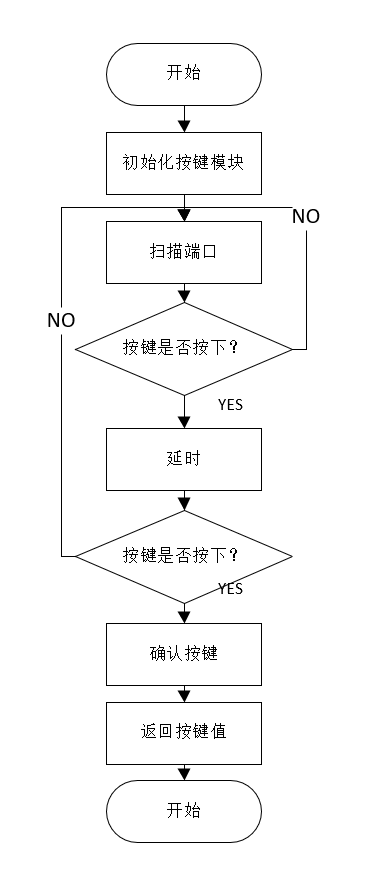 开始
初始化按键模块
NO
扫描端口
NO
按键是否按下？
YES
延时
按键是否按下？
YES
确认按键
返回按键值
开始